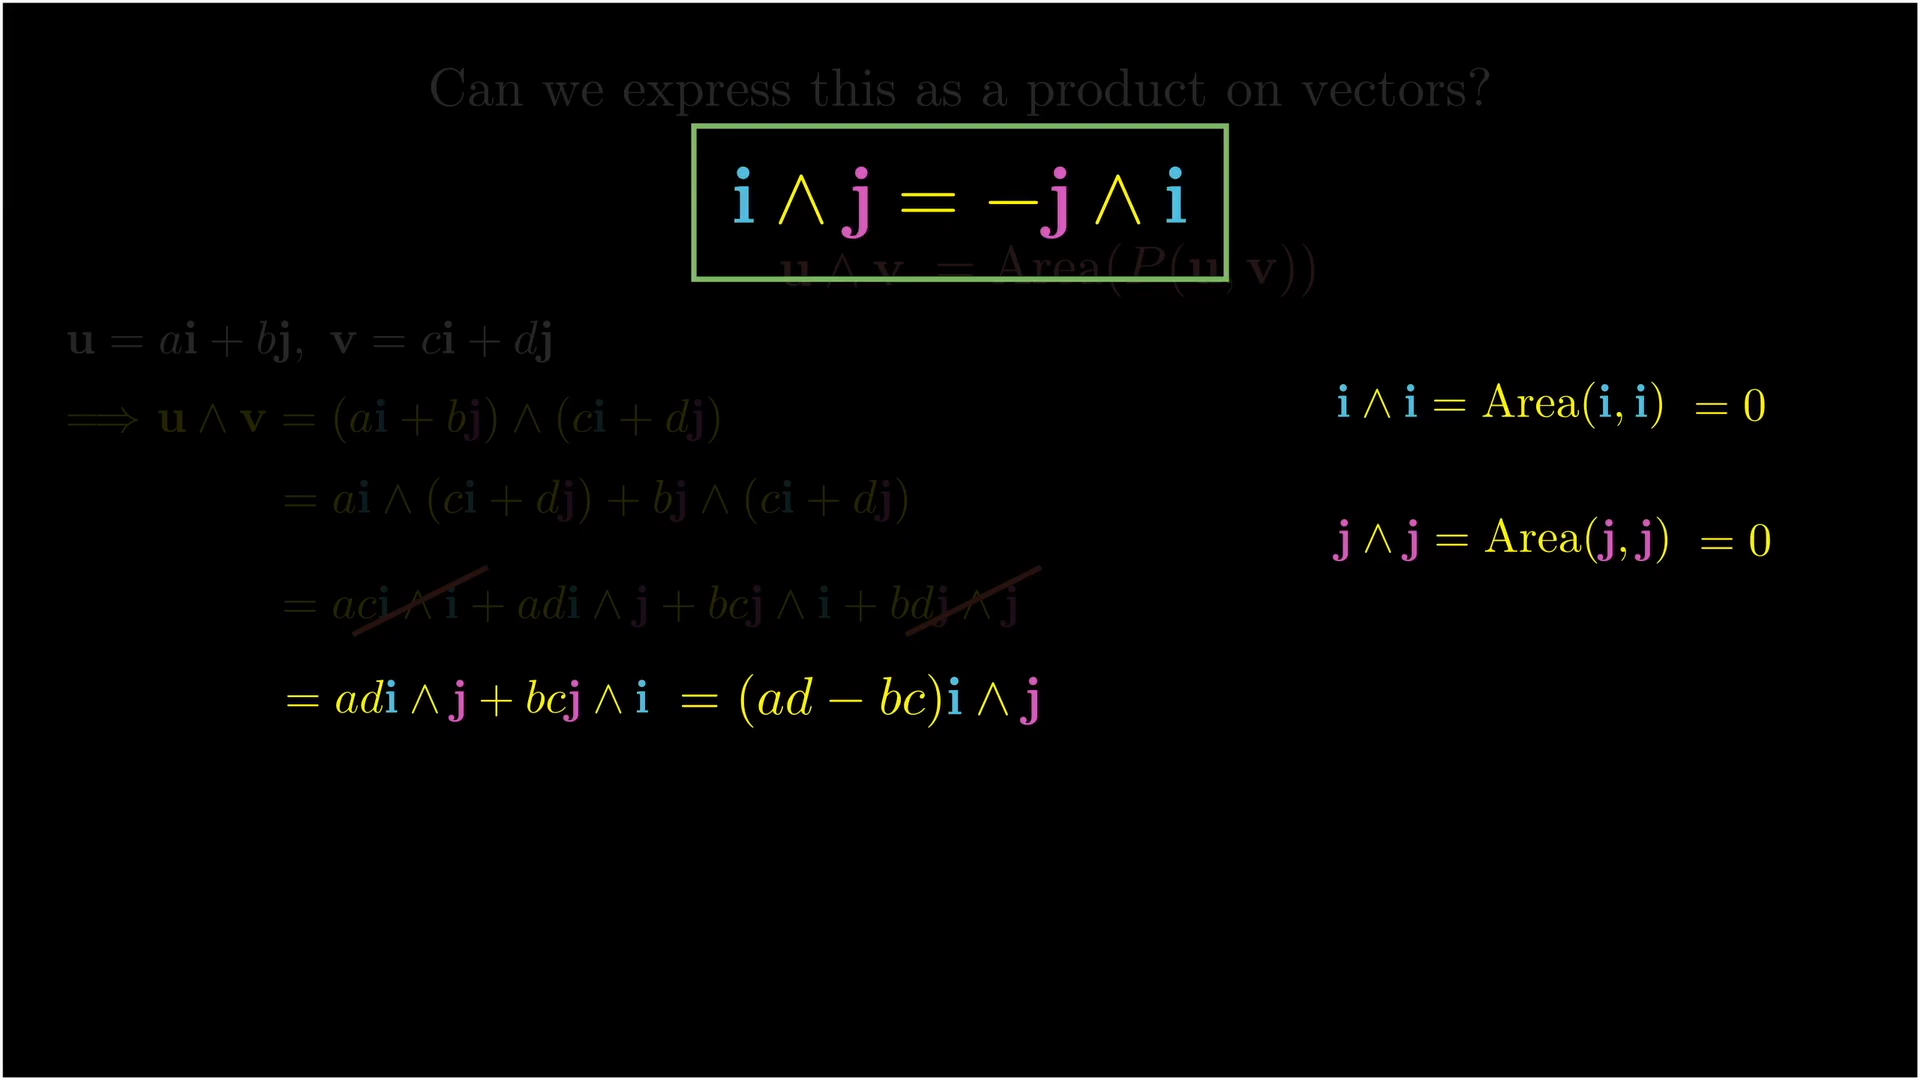 Can we express this as a product on vectors?
i ∧ j = −j ∧ i
u ∧ v = Area(P(u, v))
u = ai + bj, v = ci + dj
⟹ u ∧ v = (ai + bj) ∧ (ci + dj)
i ∧ i = Area(i, i) = 0
= ai ∧ (ci + dj) + bj ∧ (ci + dj)
j ∧ j = Area(j, j) = 0
= aci ∧ i + adi ∧ j + bcj ∧ i + bdj ∧ j
= adi ∧ j + bcj ∧ i = (ad − bc)i ∧ j